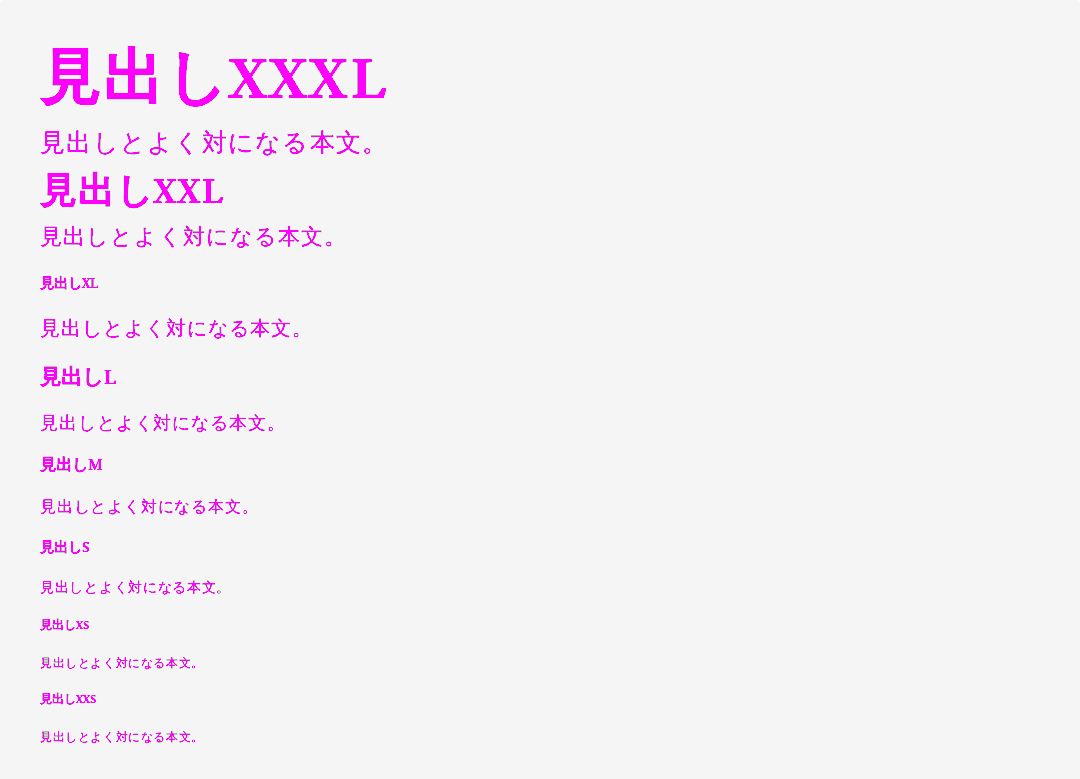 見出しXXXL
見出しとよく対になる本文。
見出しXXL
見出しとよく対になる本文。
見出しXL
見出しとよく対になる本文。
見出しL
見出しとよく対になる本文。
見出しM
見出しとよく対になる本文。
見出しS
見出しとよく対になる本文。
見出しXS
見出しとよく対になる本文。
見出しXXS
見出しとよく対になる本文。